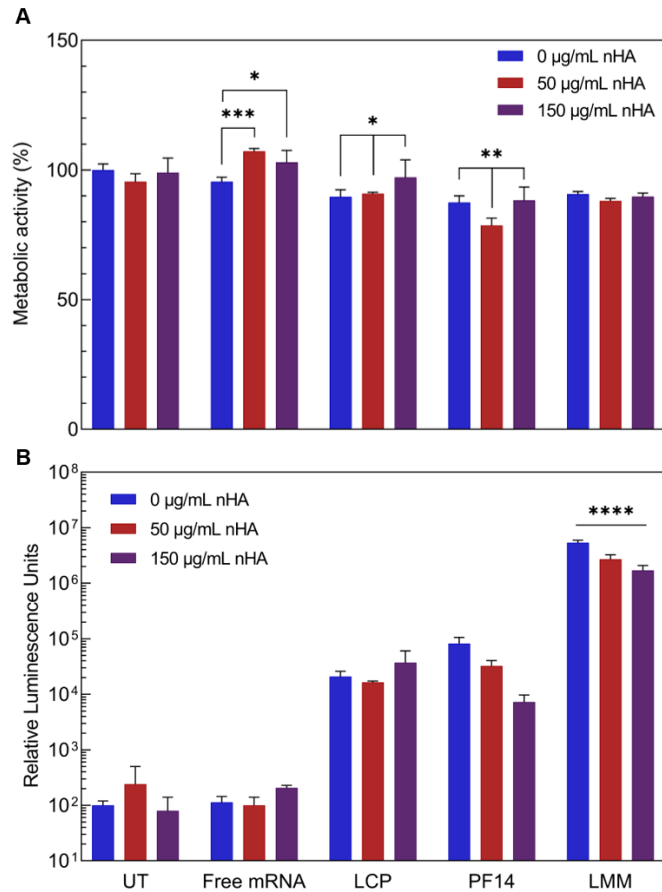 A
150
100
50
0
Metabolic activity (%)
0 µg/mL nHA
50 µg/mL nHA
150 µg/mL nHA
*
***
*
**
B
10⁸
10⁷
10⁶
10⁵
10⁴
10³
10²
10¹
Relative Luminescence Units
0 µg/mL nHA
50 µg/mL nHA
150 µg/mL nHA
****
UT Free mRNA LCP PF14 LMM